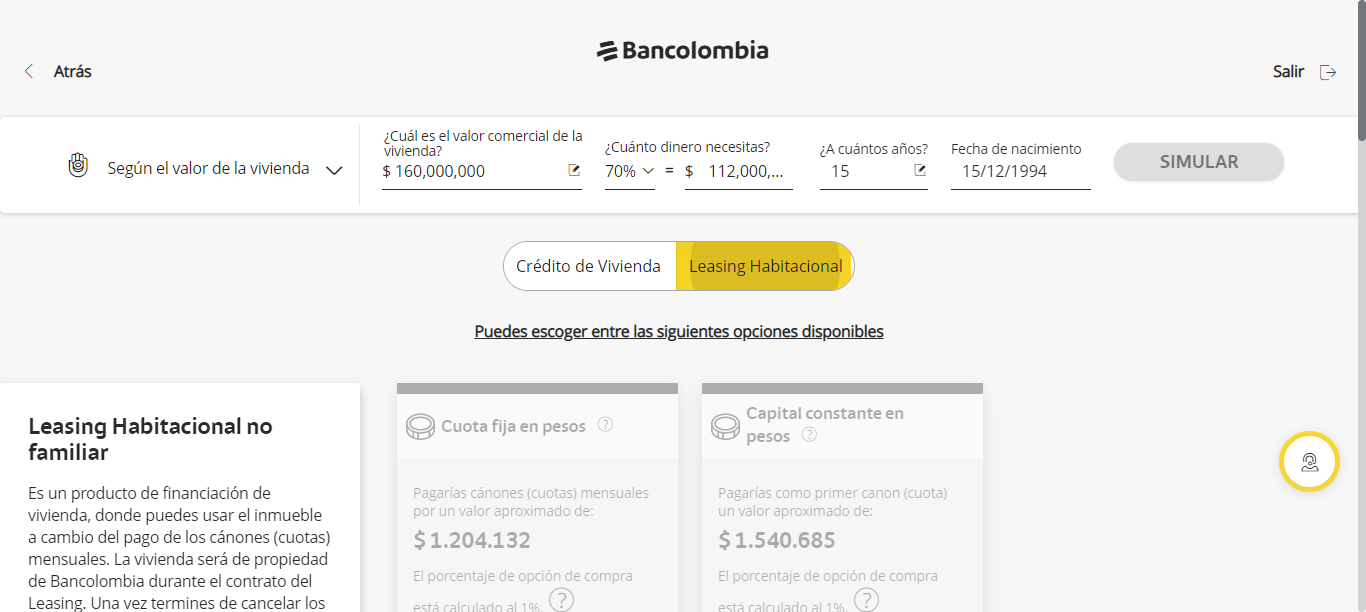 Bancolombia
Atrás
Salir
Según el valor de la vivienda
¿Cuál es el valor comercial de la
vivienda?
$ 160,000,000
¿Cuánto dinero necesitas?
70% = $ 112,000,...
¿A cuántos años?
15
Fecha de nacimiento
15/12/1994
SIMULAR
Crédito de Vivienda
Leasing Habitacional
Puedes escoger entre las siguientes opciones disponibles
Leasing Habitacional no
familiar
Es un producto de financiación de
vivienda, donde puedes usar el inmueble
a cambio del pago de los cánones (cuotas)
mensuales. La vivienda será de propiedad
de Bancolombia durante el contrato del
Leasing. Una vez termines de cancelar los
Cuota fija en pesos ?
Pagarías cánones (cuotas) mensuales
por un valor aproximado de:
$ 1.204.132
El porcentaje de opción de compra
está calculado al 1%. ?
Capital constante en
pesos ?
Pagarías como primer canon (cuota)
un valor aproximado de:
$ 1.540.685
El porcentaje de opción de compra
está calculado al 1%. ?